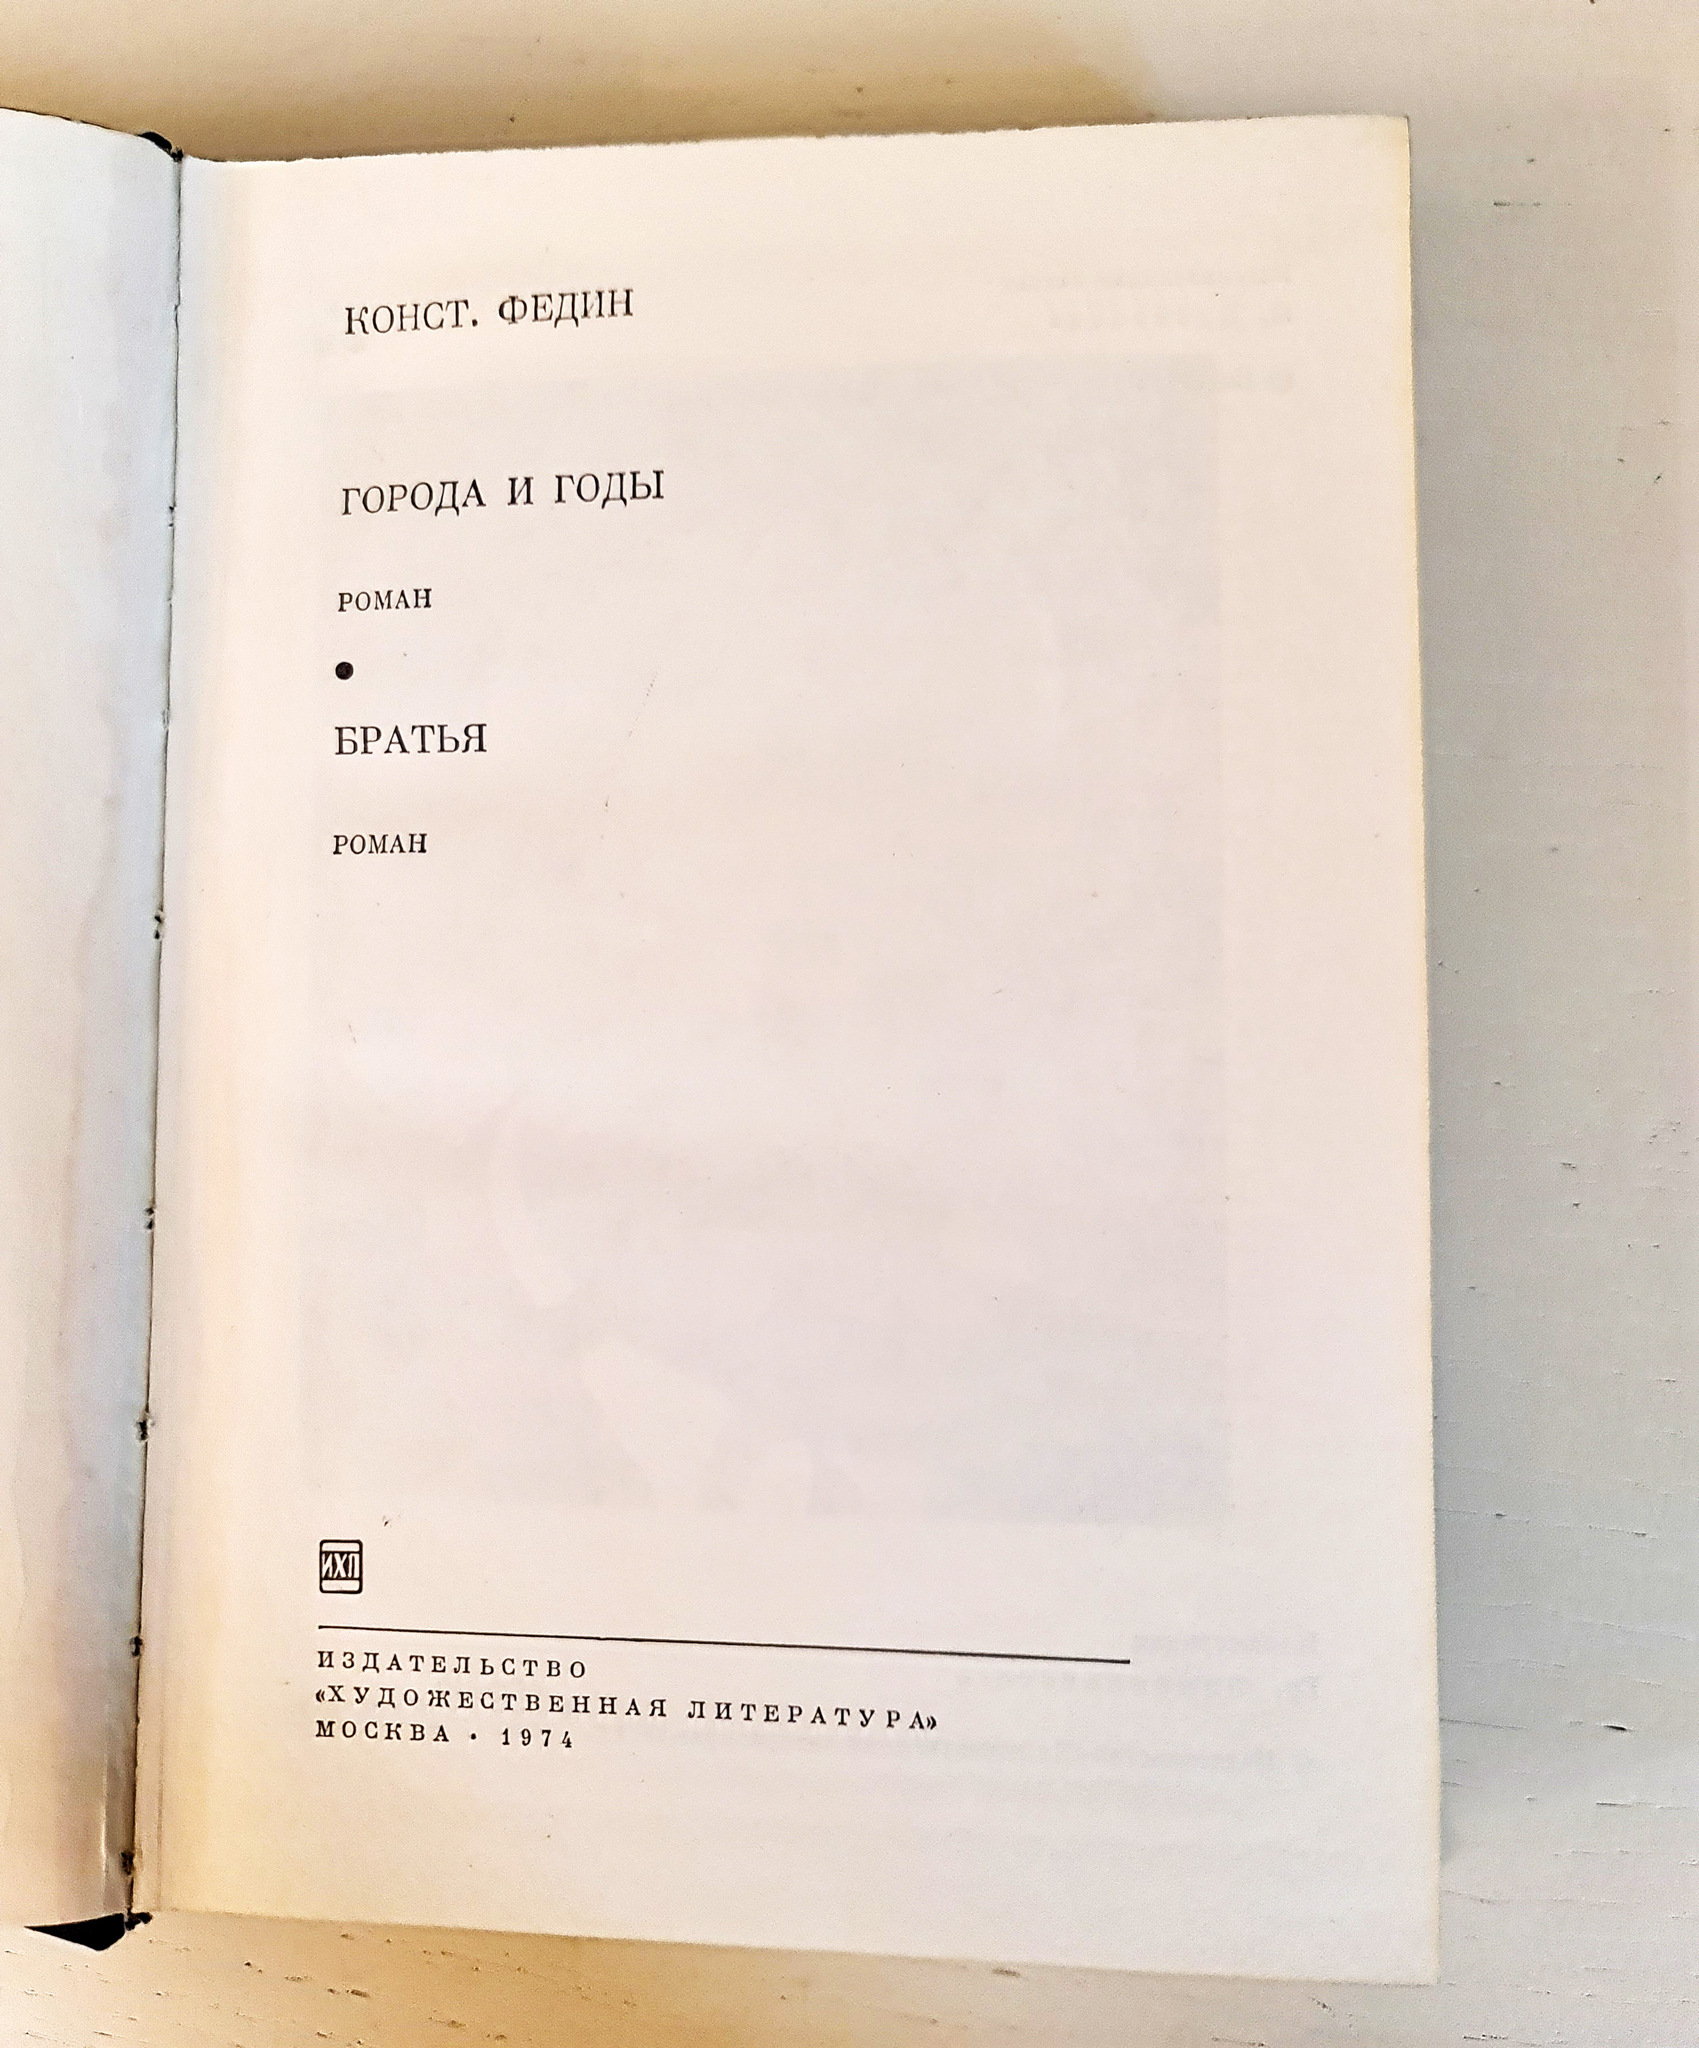 КОНСТ. ФЕДИН
ГОРОДА И ГОДЫ
РОМАН
БРАТЬЯ
РОМАН
ИХЛ
ИЗДАТЕЛЬСТВО
«ХУДОЖЕСТВЕННАЯ ЛИТЕРАТУРА»
МОСКВА • 1974